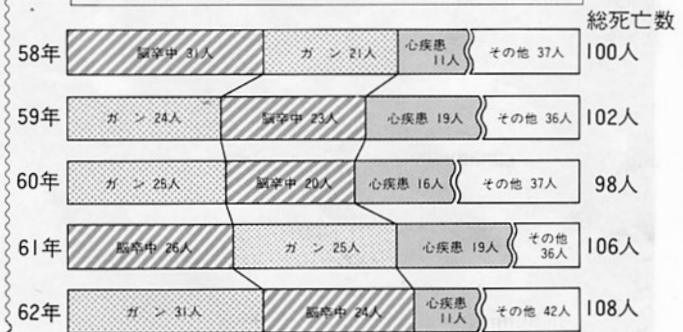 総死亡数
58年 脳卒中 31人 ガン 21人 心疾患 11人 その他 37人 100人
59年 ガン 24人 脳卒中 23人 心疾患 19人 その他 36人 102人
60年 ガン 25人 脳卒中 20人 心疾患 16人 その他 37人 98人
61年 脳卒中 26人 ガン 25人 心疾患 19人 その他 36人 106人
62年 ガン 31人 脳卒中 24人 心疾患 11人 その他 42人 108人